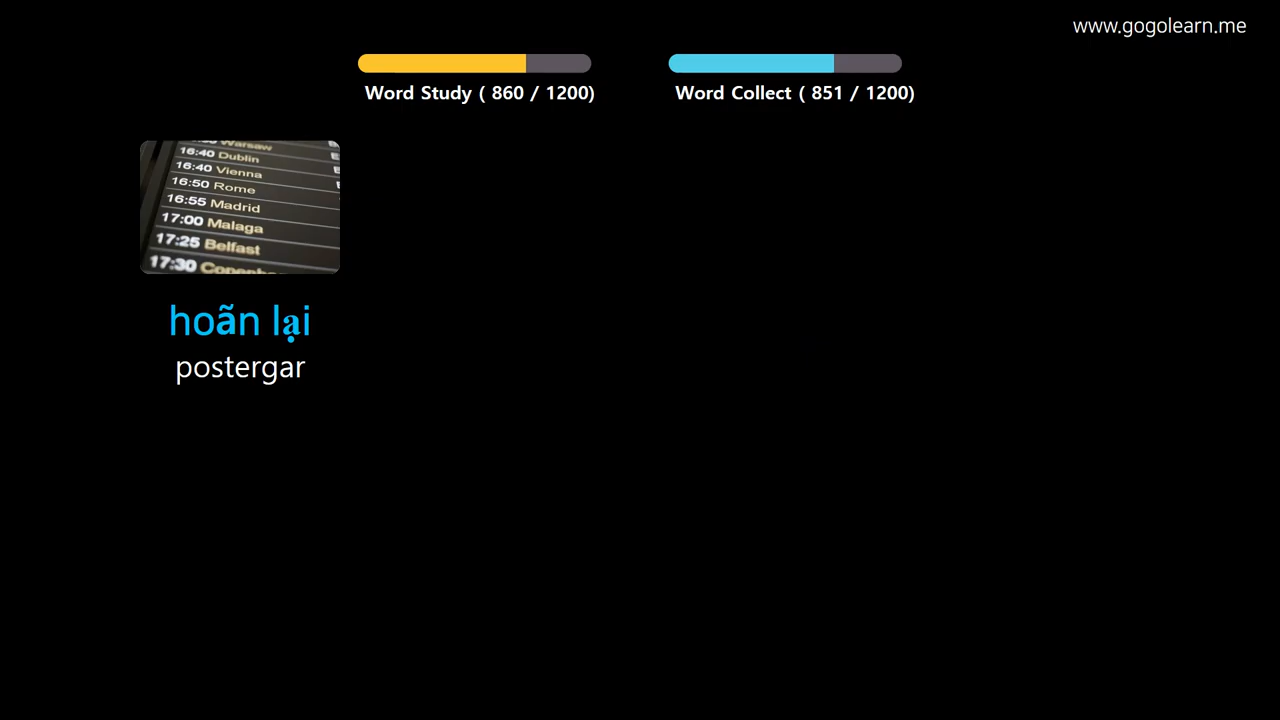 www.gogolearn.me
Word Study ( 860 / 1200)
Word Collect ( 851 / 1200)
Warsaw
16:40 Dublin
16:40 Vienna
16:50 Rome
16:55 Madrid
17:00 Malaga
17:25 Belfast
17:30
hoãn lại
postergar